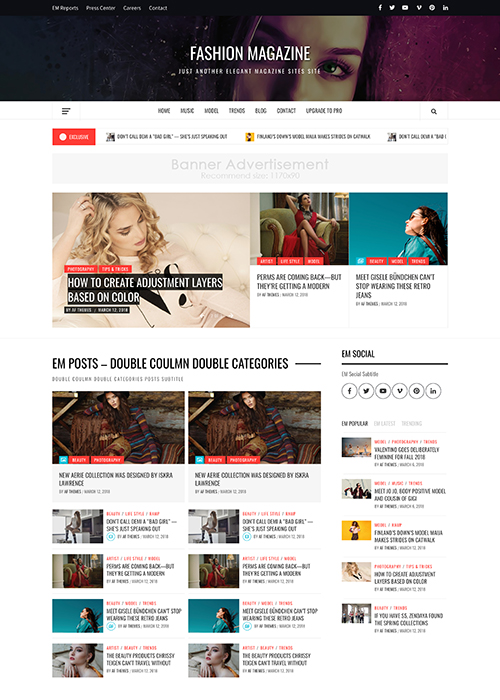 EM Reports Press Center Careers Contact
FASHION MAGAZINE
JUST ANOTHER ELEGANT MAGAZINE SITES SITE
HOME MUSIC MODEL TRENDS BLOG CONTACT UPGRADE TO PRO
EXCLUSIVE DON'T CALL DEMI A "BAD GIRL" — SHE'S JUST SPEAKING OUT FINLAND'S DOWN'S MODEL MAIJA MAKES STRIDES ON CATWALK DON'T CALL DEMI A "BAD
Banner Advertisement
Recommend size: 1170x90
PHOTOGRAPHY TIPS & TRICKS
HOW TO CREATE ADJUSTMENT LAYERS
BASED ON COLOR
BY AF THEMES / MARCH 12, 2018
ARTIST LIFE STYLE MODEL
PERMS ARE COMING BACK—BUT
THEY'RE GETTING A MODERN
BY AF THEMES / MARCH 12, 2018
BEAUTY MODEL TRENDS
MEET GISELE BÜNDCHEN CAN'T
STOP WEARING THESE RETRO
JEANS
BY AF THEMES / MARCH 12, 2018
EM POSTS – DOUBLE COULMN DOUBLE CATEGORIES
DOUBLE COULMN DOUBLE CATEGORIES POSTS SUBTITLE
BEAUTY PHOTOGRAPHY
NEW AERIE COLLECTION WAS DESIGNED BY ISKRA
LAWRENCE
BY AF THEMES / MARCH 12, 2018
BEAUTY / LIFE STYLE / RAMP
DON'T CALL DEMI A "BAD GIRL" —
SHE'S JUST SPEAKING OUT
BY AF THEMES / MARCH 12, 2018
ARTIST / LIFE STYLE / MODEL
PERMS ARE COMING BACK—BUT
THEY'RE GETTING A MODERN
BY AF THEMES / MARCH 12, 2018
BEAUTY / MODEL / TRENDS
MEET GISELE BÜNDCHEN CAN'T STOP
WEARING THESE RETRO JEANS
BY AF THEMES / MARCH 12, 2018
ARTIST / BEAUTY / TRENDS
THE BEAUTY PRODUCTS CHRISSY
TEIGEN CAN'T TRAVEL WITHOUT
BY AF THEMES / MARCH 12, 2018
BEAUTY PHOTOGRAPHY
NEW AERIE COLLECTION WAS DESIGNED BY ISKRA
LAWRENCE
BY AF THEMES / MARCH 12, 2018
BEAUTY / LIFE STYLE / RAMP
DON'T CALL DEMI A "BAD GIRL" —
SHE'S JUST SPEAKING OUT
BY AF THEMES / MARCH 12, 2018
ARTIST / LIFE STYLE / MODEL
PERMS ARE COMING BACK—BUT
THEY'RE GETTING A MODERN
BY AF THEMES / MARCH 12, 2018
BEAUTY / MODEL / TRENDS
MEET GISELE BÜNDCHEN CAN'T STOP
WEARING THESE RETRO JEANS
BY AF THEMES / MARCH 12, 2018
ARTIST / BEAUTY / TRENDS
THE BEAUTY PRODUCTS CHRISSY
TEIGEN CAN'T TRAVEL WITHOUT
BY AF THEMES / MARCH 12, 2018
EM SOCIAL
EM Social Subtitle
EM POPULAR EM LATEST TRENDING
MODEL / PHOTOGRAPHY / TRENDS
VALENTINO GOES DELIBERATELY
FEMININE FOR FALL 2018
BY AF THEMES / MARCH 6, 2018
MODEL / MUSIC / TRENDS
MEET JO JO, BODY POSITIVE MODEL
AND COUSIN OF GIGI
BY AF THEMES / MARCH 6, 2018
MODEL / RAMP
FINLAND'S DOWN'S MODEL MAIJA
MAKES STRIDES ON CATWALK
BY AF THEMES / MARCH 12, 2018
PHOTOGRAPHY / TIPS & TRICKS
HOW TO CREATE ADJUSTMENT
LAYERS BASED ON COLOR
BY AF THEMES / MARCH 12, 2018
BEAUTY / TRENDS
IF YOU HAVE SS, ZENDAYA FOUND
THE SPRING COLLECTIONS
BY AF THEMES / MARCH 12, 2018